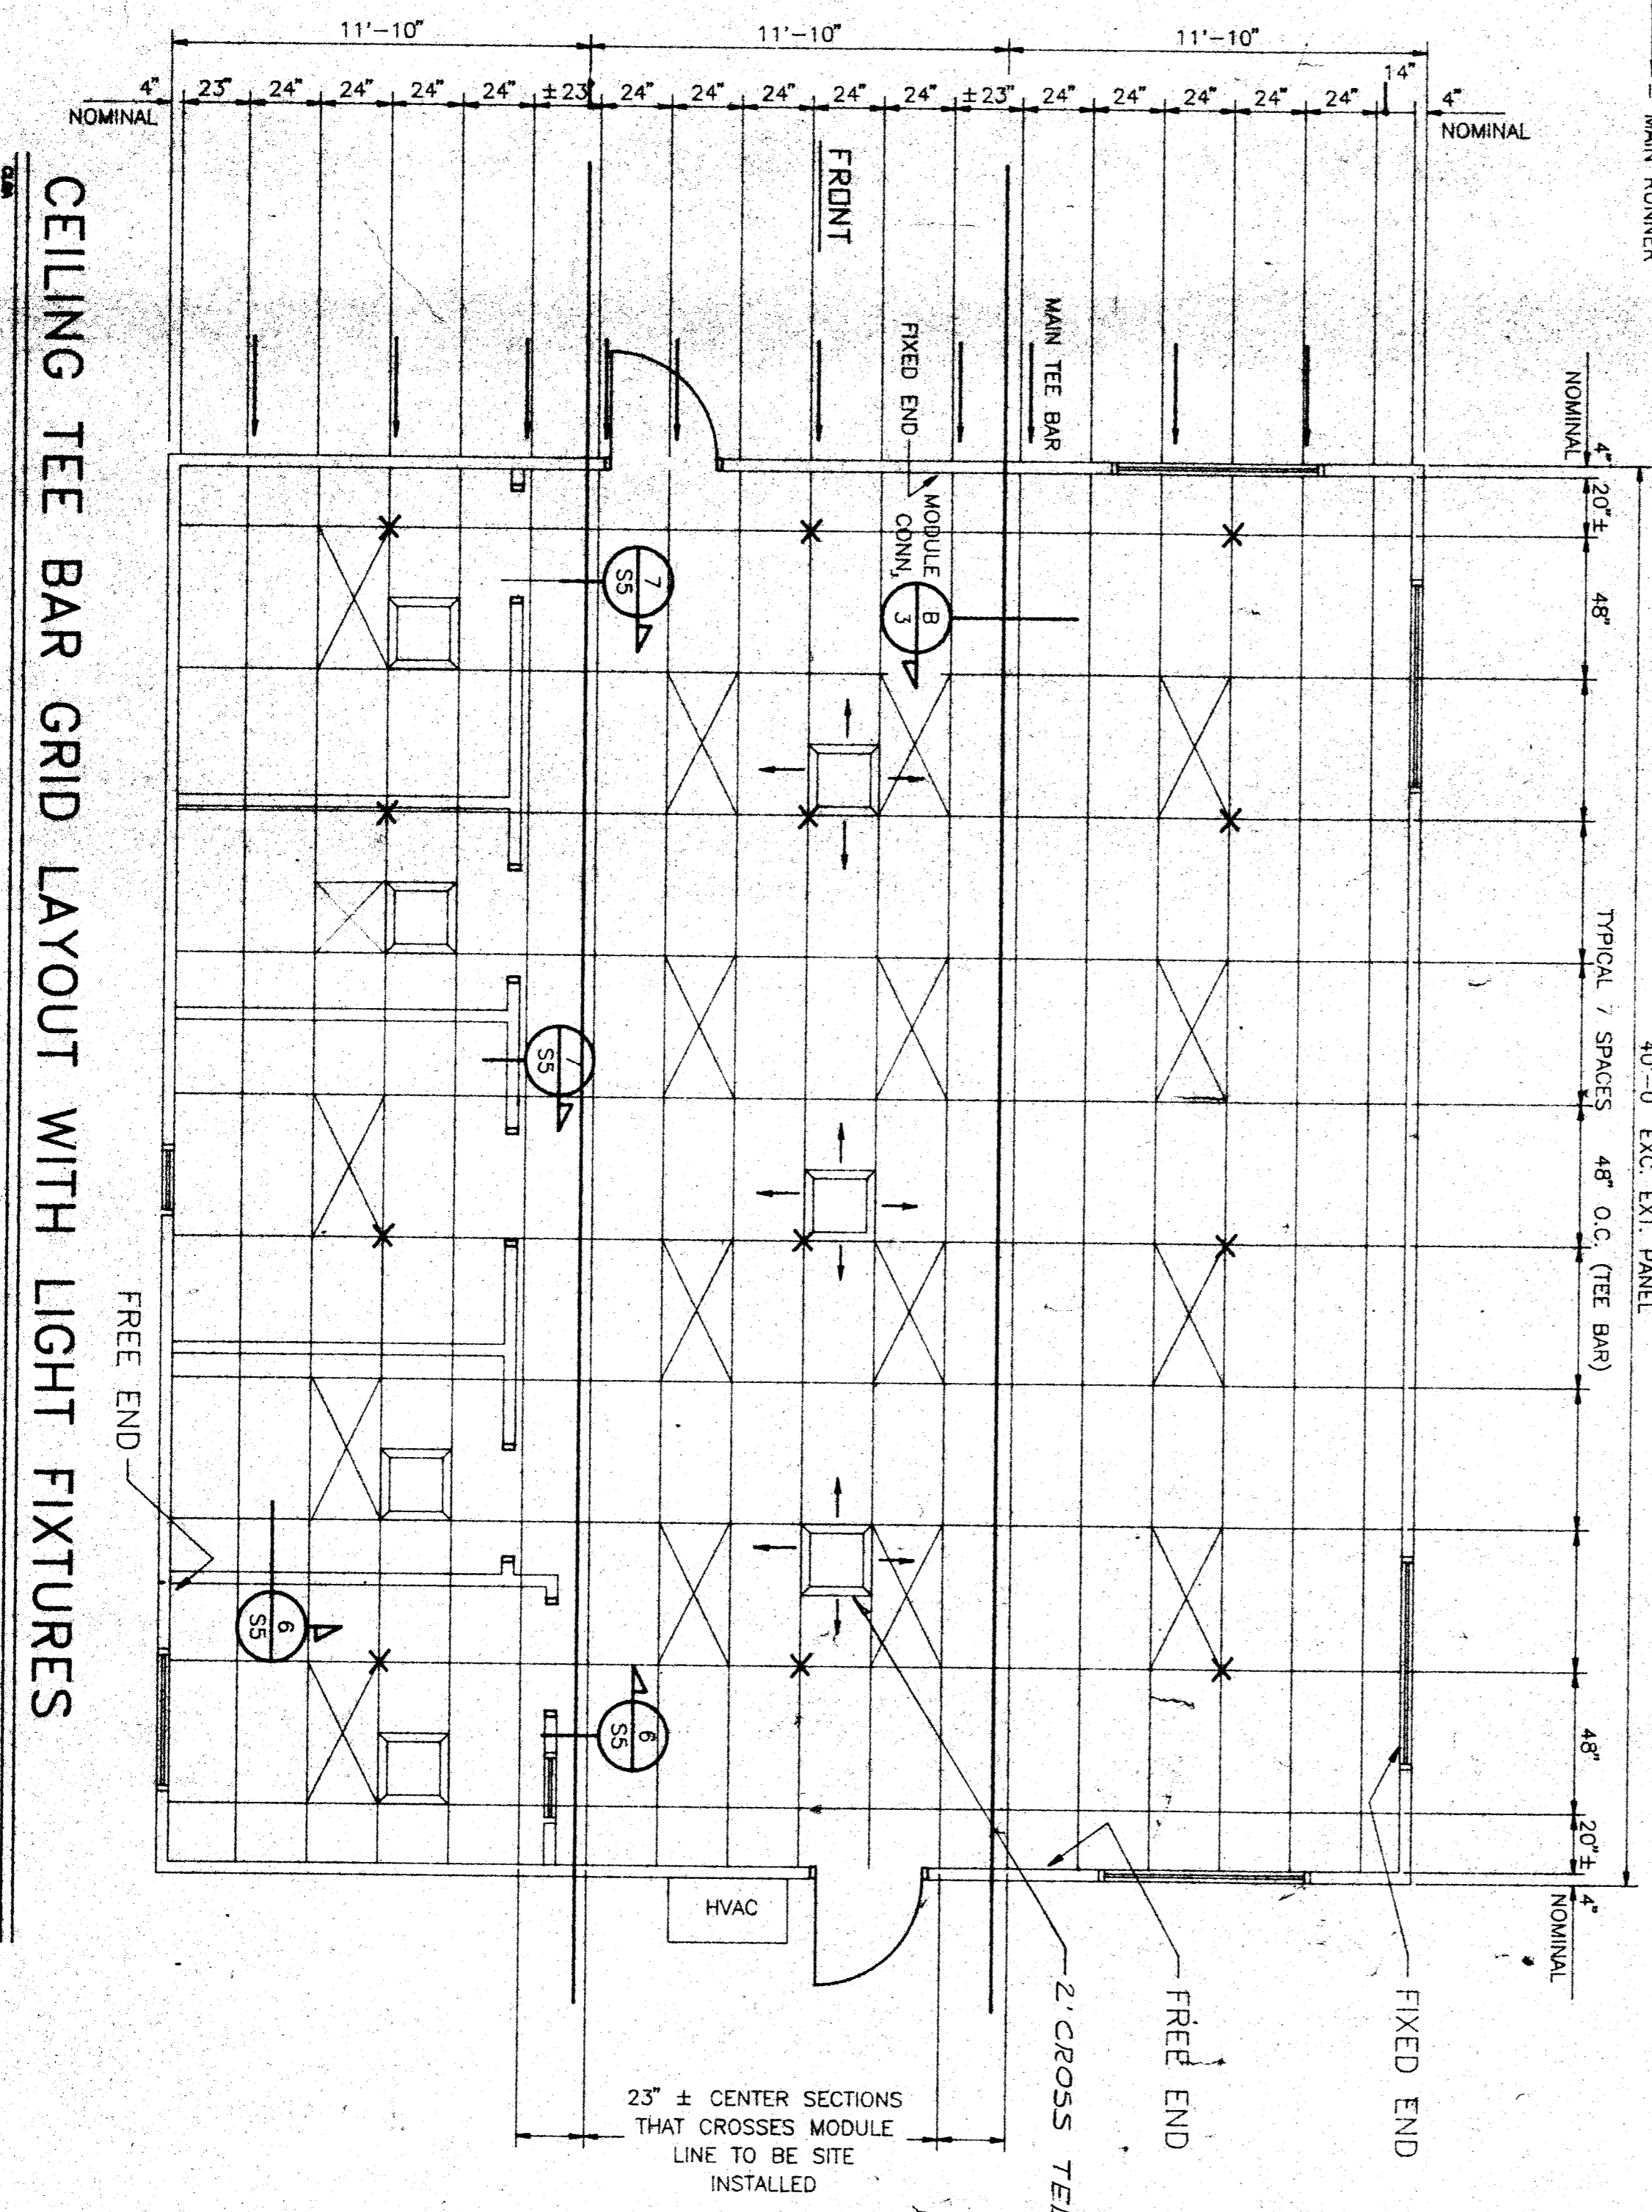 11'-10"
11'-10"
11'-10"
4"
NOMINAL
23"
24"
24"
24"
24"
±23
24"
24"
24"
24"
24"
±23"
24"
24"
24"
24"
24"
14"
4"
NOMINAL
MAIN RUNNER
FRONT
MAIN TEE BAR
FIXED END
MODULE
CONN,
B
3
7
S5
7
S5
6
S5
6
S5
NOMINAL
4"
20"±
48"
TYPICAL 7 SPACES 48" O.C. (TEE BAR)
40'-0 EXC. EXT. PANEL
48"
20"±
4"
NOMINAL
FREE END
HVAC
FIXED END
FREE END
2' CROSS
23" ± CENTER SECTIONS
THAT CROSSES MODULE
LINE TO BE SITE
INSTALLED
CEILING TEE BAR GRID LAYOUT WITH LIGHT FIXTURES